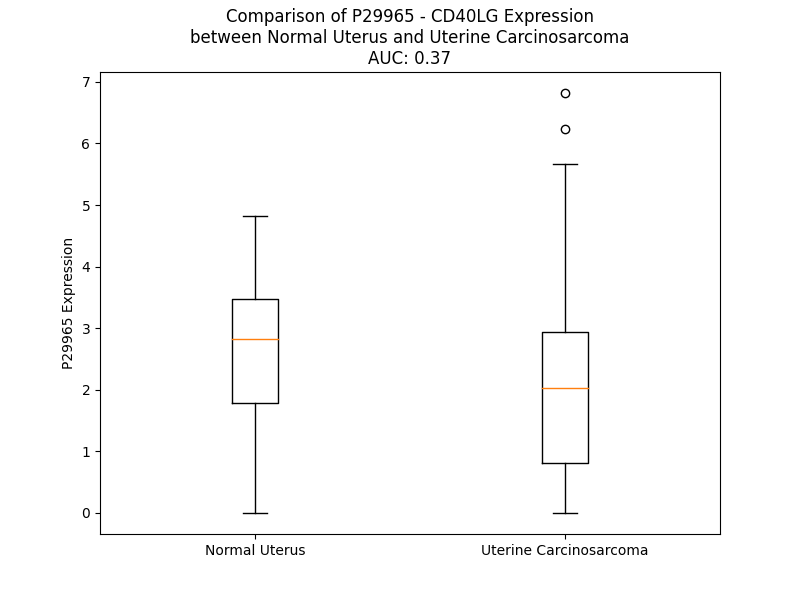 Comparison of P29965 - CD40LG Expression
between Normal Uterus and Uterine Carcinosarcoma
AUC: 0.37
7
6
5
4
3
2
1
0
P29965 Expression
Normal Uterus
Uterine Carcinosarcoma